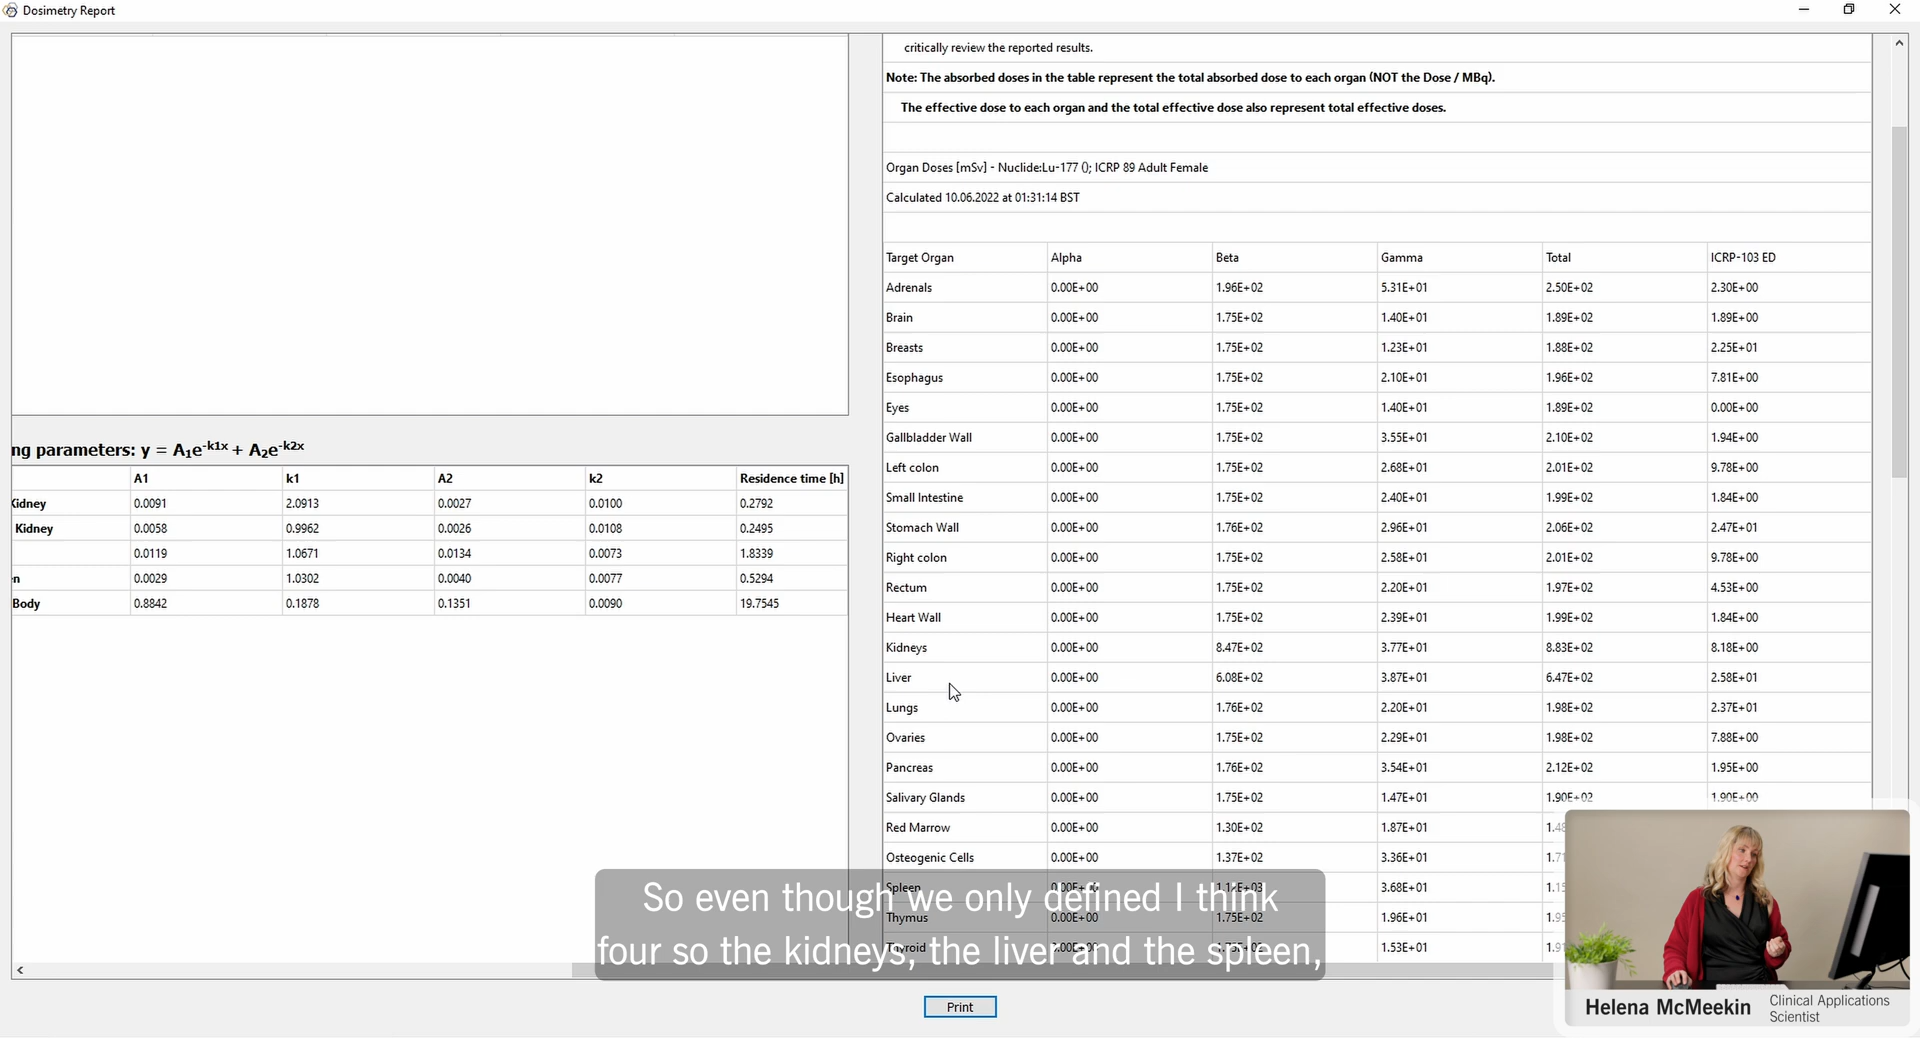 Dosimetry Report
critically review the reported results.
Note: The absorbed doses in the table represent the total absorbed dose to each organ (NOT the Dose / MBq).
The effective dose to each organ and the total effective dose also represent total effective doses.
Organ Doses [mSv] - Nuclide:Lu-177 (); ICRP 89 Adult Female
Calculated 10.06.2022 at 01:31:14 BST
Target Organ Alpha Beta Gamma Total ICRP-103 ED
Adrenals 0.00E+00 1.96E+02 5.31E+01 2.50E+02 2.30E+00
Brain 0.00E+00 1.75E+02 1.40E+01 1.89E+02 1.89E+00
Breasts 0.00E+00 1.75E+02 1.23E+01 1.88E+02 2.25E+01
Esophagus 0.00E+00 1.75E+02 2.10E+01 1.96E+02 7.81E+00
Eyes 0.00E+00 1.75E+02 1.40E+01 1.89E+02 0.00E+00
Gallbladder Wall 0.00E+00 1.75E+02 3.55E+01 2.10E+02 1.94E+00
Left colon 0.00E+00 1.75E+02 2.68E+01 2.01E+02 9.78E+00
Small Intestine 0.00E+00 1.75E+02 2.40E+01 1.99E+02 1.84E+00
Stomach Wall 0.00E+00 1.76E+02 2.96E+01 2.06E+02 2.47E+01
Right colon 0.00E+00 1.75E+02 2.58E+01 2.01E+02 9.78E+00
Rectum 0.00E+00 1.75E+02 2.20E+01 1.97E+02 4.53E+00
Heart Wall 0.00E+00 1.75E+02 2.39E+01 1.99E+02 1.84E+00
Kidneys 0.00E+00 8.47E+02 3.77E+01 8.83E+02 8.18E+00
Liver 0.00E+00 6.08E+02 3.87E+01 6.47E+02 2.58E+01
Lungs 0.00E+00 1.76E+02 2.20E+01 1.98E+02 2.37E+01
Ovaries 0.00E+00 1.75E+02 2.29E+01 1.98E+02 7.88E+00
Pancreas 0.00E+00 1.76E+02 3.54E+01 2.12E+02 1.95E+00
Salivary Glands 0.00E+00 1.75E+02 1.47E+01 1.90E+02 1.90E+00
Red Marrow 0.00E+00 1.30E+02 1.87E+01 1.48
Osteogenic Cells 0.00E+00 1.37E+02 3.36E+01 1.71
Spleen 3.68E+01 1.15
Thymus 0.00E+00 1.75E+02 1.96E+01 1.95
Thyroid 1.53E+01 1.91
ng parameters: y = A₁e^-k1x + A₂e^-k2x
A1 k1 A2 k2 Residence time [h]
Kidney 0.0091 2.0913 0.0027 0.0100 0.2792
Kidney 0.0058 0.9962 0.0026 0.0108 0.2495
0.0119 1.0671 0.0134 0.0073 1.8339
n 0.0029 1.0302 0.0040 0.0077 0.5294
Body 0.8842 0.1878 0.1351 0.0090 19.7545
So even though we only defined I think
four so the kidneys, the liver and the spleen,
Print
Helena McMeekin Clinical Applications
Scientist